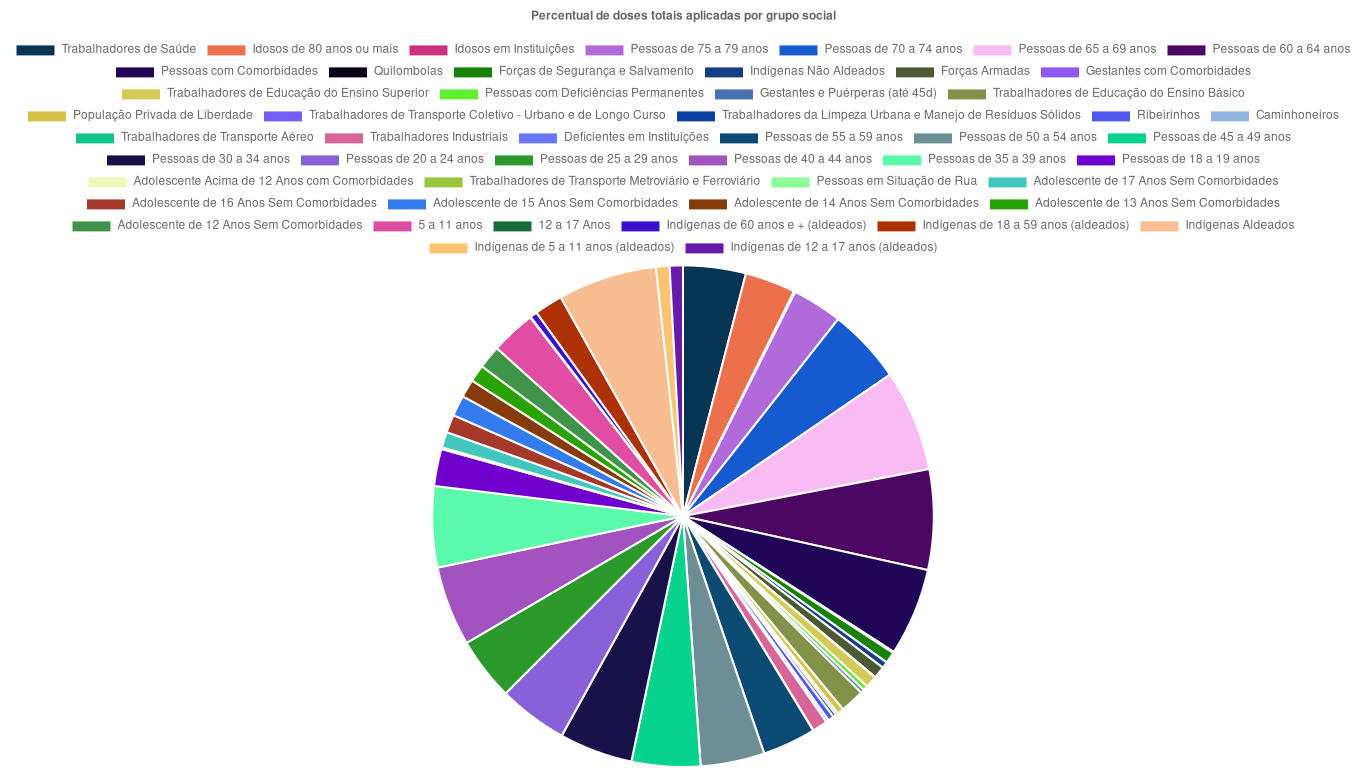 Percentual de doses totais aplicadas por grupo social
Trabalhadores de Saúde Idosos de 80 anos ou mais Idosos em Instituições Pessoas de 75 a 79 anos Pessoas de 70 a 74 anos Pessoas de 65 a 69 anos Pessoas de 60 a 64 anos
Pessoas com Comorbidades Quilombolas Forças de Segurança e Salvamento Indígenas Não Aldeados Forças Armadas Gestantes com Comorbidades
Trabalhadores de Educação do Ensino Superior Pessoas com Deficiências Permanentes Gestantes e Puérperas (até 45d) Trabalhadores de Educação do Ensino Básico
População Privada de Liberdade Trabalhadores de Transporte Coletivo - Urbano e de Longo Curso Trabalhadores da Limpeza Urbana e Manejo de Resíduos Sólidos Ribeirinhos Caminhoneiros
Trabalhadores de Transporte Aéreo Trabalhadores Industriais Deficientes em Instituições Pessoas de 55 a 59 anos Pessoas de 50 a 54 anos Pessoas de 45 a 49 anos
Pessoas de 30 a 34 anos Pessoas de 20 a 24 anos Pessoas de 25 a 29 anos Pessoas de 40 a 44 anos Pessoas de 35 a 39 anos Pessoas de 18 a 19 anos
Adolescente Acima de 12 Anos com Comorbidades Trabalhadores de Transporte Metroviário e Ferroviário Pessoas em Situação de Rua Adolescente de 17 Anos Sem Comorbidades
Adolescente de 16 Anos Sem Comorbidades Adolescente de 15 Anos Sem Comorbidades Adolescente de 14 Anos Sem Comorbidades Adolescente de 13 Anos Sem Comorbidades
Adolescente de 12 Anos Sem Comorbidades 5 a 11 anos 12 a 17 Anos Indígenas de 60 anos e + (aldeados) Indígenas de 18 a 59 anos (aldeados) Indígenas Aldeados
Indígenas de 5 a 11 anos (aldeados) Indígenas de 12 a 17 anos (aldeados)